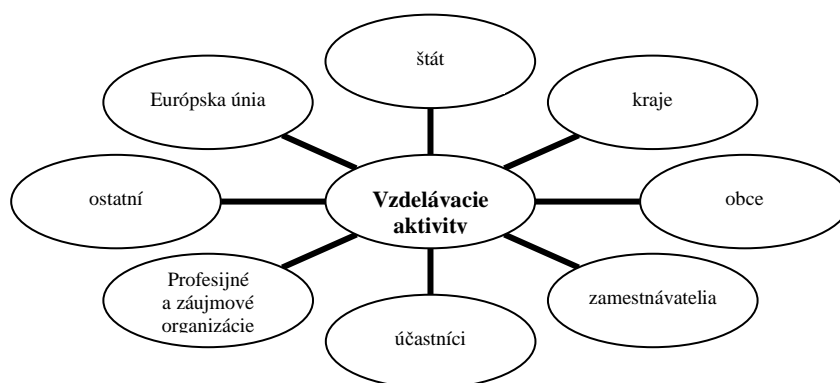 štát
Európska únia
kraje
ostatní
Vzdelávacie
aktivity
obce
Profesijné
a záujmové
organizácie
zamestnávatelia
účastníci